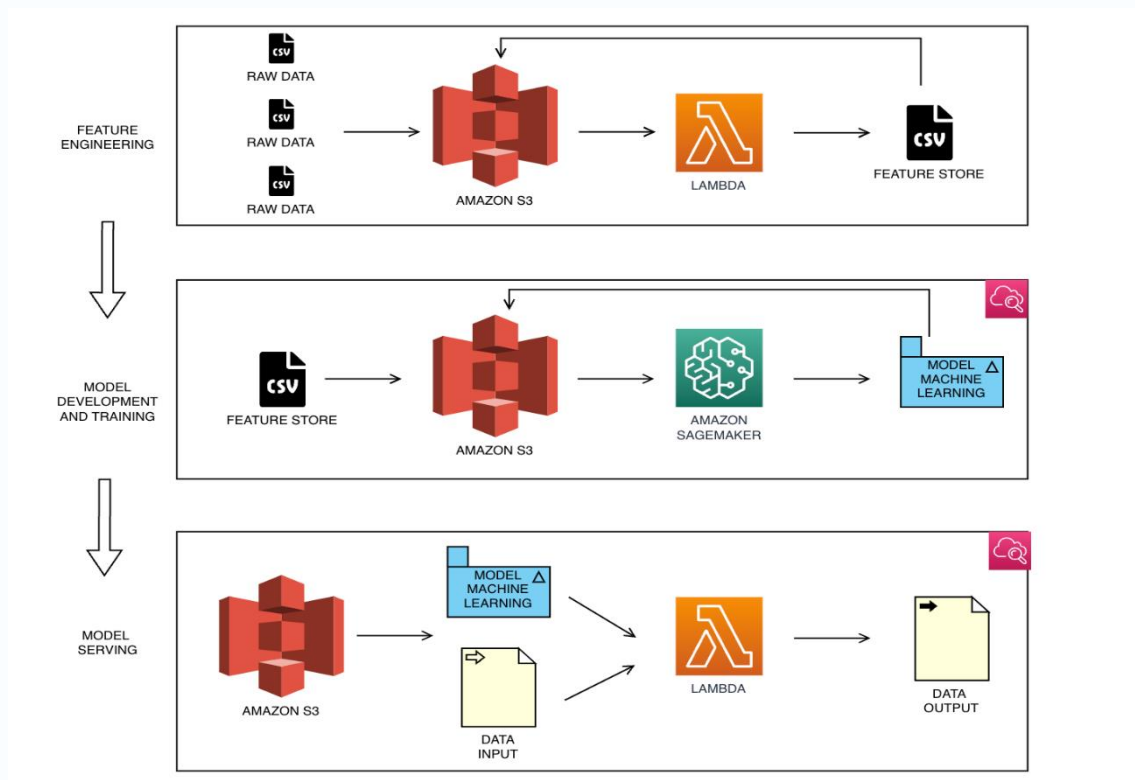 FEATURE
ENGINEERING
CSV
RAW DATA
CSV
RAW DATA
CSV
RAW DATA
AMAZON S3
LAMBDA
CSV
FEATURE STORE
MODEL
DEVELOPMENT
AND TRAINING
CSV
FEATURE STORE
AMAZON S3
AMAZON
SAGEMAKER
MODEL
MACHINE
LEARNING
MODEL
SERVING
AMAZON S3
MODEL
MACHINE
LEARNING
DATA
INPUT
LAMBDA
DATA
OUTPUT